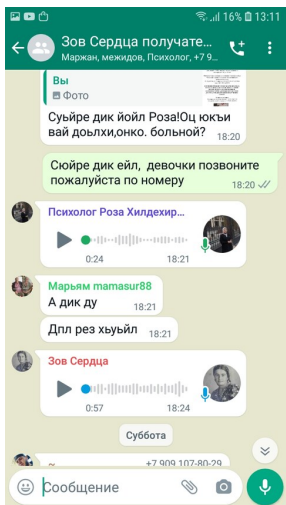 16% 13:11
Зов Сердца получате...
Маржан, межидов, Психолог, +7 9...
Вы
Фото
Суьйре дик йойл Роза!Оц юкъи
вай доьлхи,онко. больной? 18:20
Сюйре дик ейл, девочки позвоните
пожалуйста по номеру
18:20
Психолог Роза Хилдехир...
0:24 18:21
Марьям mamasur88
А дик ду 18:21
Дпл рез хьуьйл 18:21
Зов Сердца
0:57 18:24
Суббота
~ +7 909 107-80-29
Сообщение